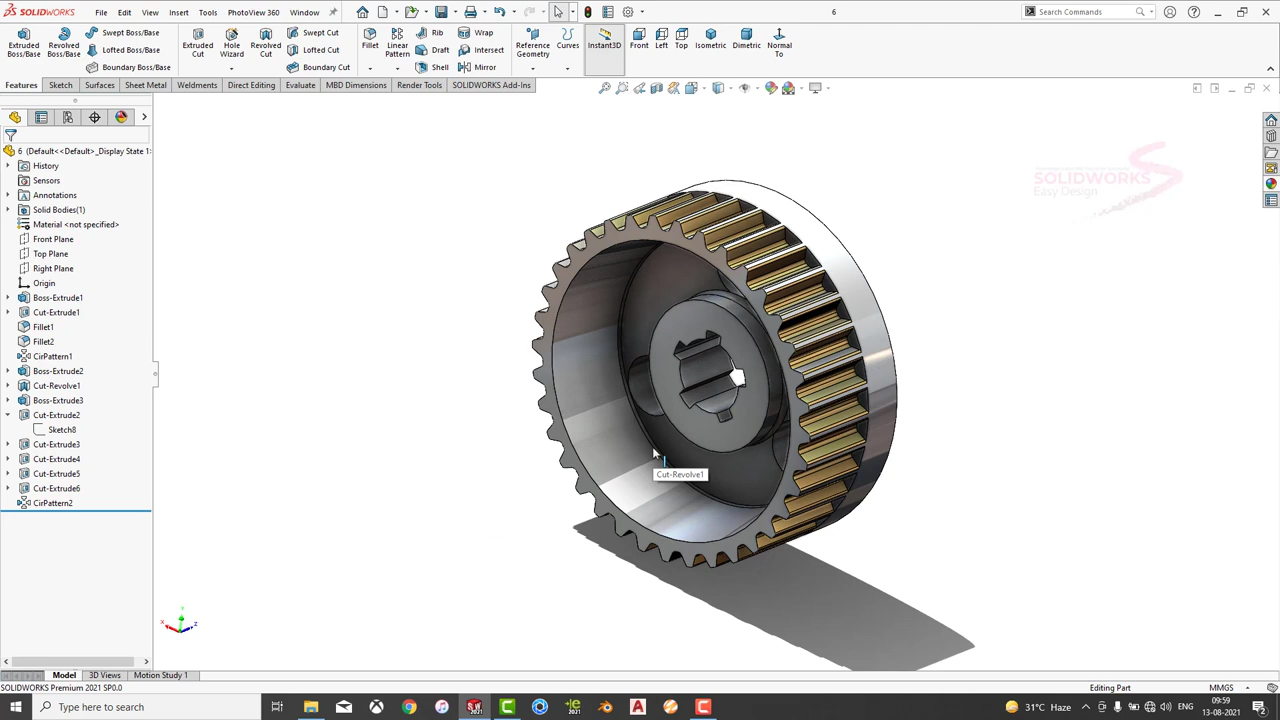 SOLIDWORKS
File Edit View Insert Tools PhotoView 360 Window
6
Search Commands
Extruded Boss/Base
Revolved Boss/Base
Swept Boss/Base
Lofted Boss/Base
Boundary Boss/Base
Extruded Cut
Hole Wizard
Revolved Cut
Swept Cut
Lofted Cut
Boundary Cut
Fillet
Linear Pattern
Rib
Draft
Shell
Wrap
Intersect
Mirror
Reference Geometry
Curves
Instant3D
Front
Left
Top
Isometric
Dimetric
Normal To
Features Sketch Surfaces Sheet Metal Weldments Direct Editing Evaluate MBD Dimensions Render Tools SOLIDWORKS Add-Ins
6 (Default<<Default>_Display State 1:
History
Sensors
Annotations
Solid Bodies(1)
Material <not specified>
Front Plane
Top Plane
Right Plane
Origin
Boss-Extrude1
Cut-Extrude1
Fillet1
Fillet2
CirPattern1
Boss-Extrude2
Cut-Revolve1
Boss-Extrude3
Cut-Extrude2
Sketch8
Cut-Extrude3
Cut-Extrude4
Cut-Extrude5
Cut-Extrude6
CirPattern2
SOLIDWORKS
Easy Design
Cut-Revolve1
Y
X
Z
Model 3D Views Motion Study 1
SOLIDWORKS Premium 2021 SP0.0
Editing Part
MMGS
Type here to search
31°C Haze
ENG
09:59
13-08-2021